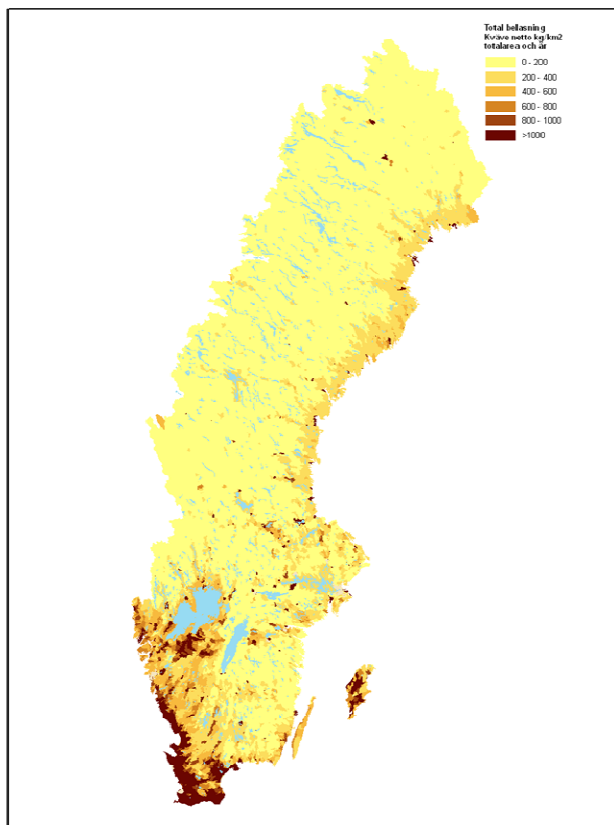 Total belastning
Kväve netto kg/km2
totalarea och år
0 - 200
200 - 400
400 - 600
600 - 800
800 - 1000
>1000